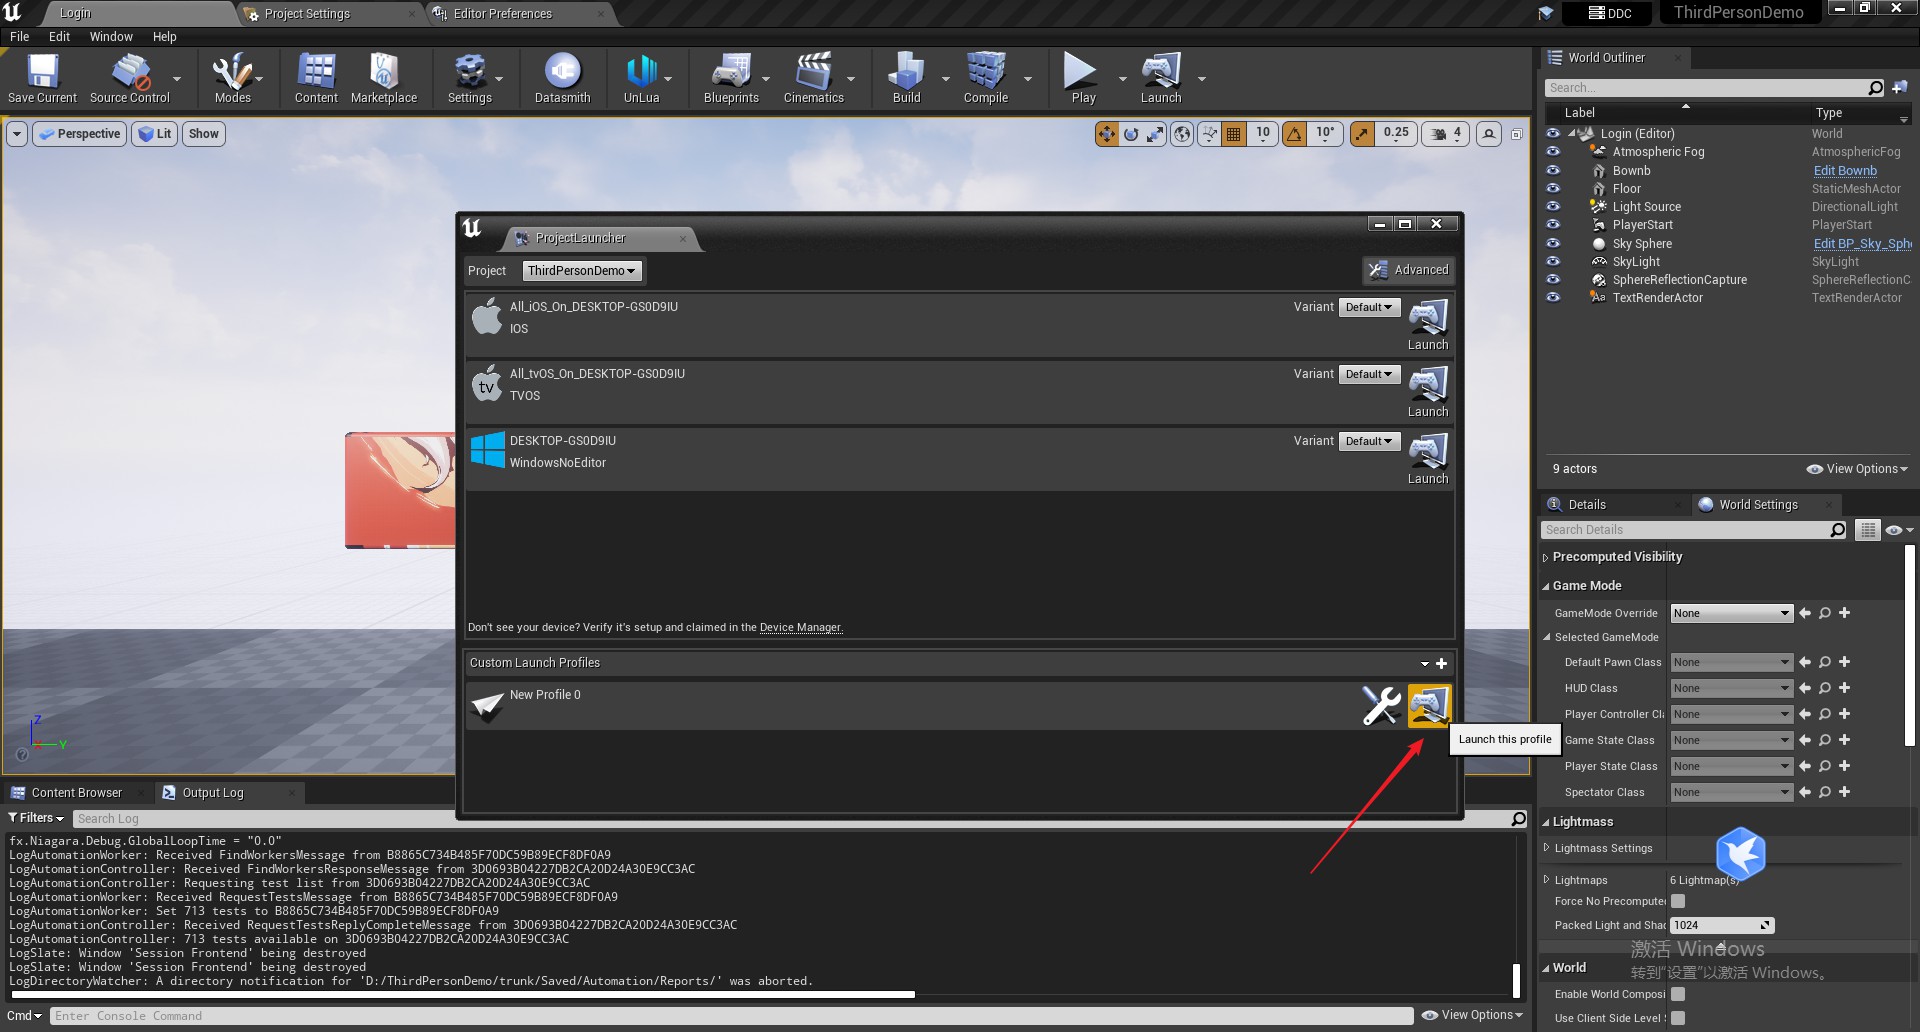 Login
Project Settings
Editor Preferences
DDC
ThirdPersonDemo
File Edit Window Help
Save Current
Source Control
Modes
Content
Marketplace
Settings
Datasmith
UnLua
Blueprints
Cinematics
Build
Compile
Play
Launch
Perspective
Lit
Show
10
10°
0.25
4
Z
X
Y
World Outliner
Search...
Label Type
Login (Editor) World
Atmospheric Fog AtmosphericFog
Bownb Edit Bownb
Floor StaticMeshActor
Light Source DirectionalLight
PlayerStart PlayerStart
Sky Sphere Edit BP_Sky_Sph
SkyLight SkyLight
SphereReflectionCapture SphereReflectionC
TextRenderActor TextRenderActor
9 actors
View Options
ProjectLauncher
Project ThirdPersonDemo
Advanced
All_iOS_On_DESKTOP-GS0D9IU
IOS
Variant Default
Launch
tv
All_tvOS_On_DESKTOP-GS0D9IU
TVOS
Variant Default
Launch
DESKTOP-GS0D9IU
WindowsNoEditor
Variant Default
Launch
Don't see your device? Verify it's setup and claimed in the Device Manager.
Custom Launch Profiles
New Profile 0
Launch this profile
Details
World Settings
Search Details
Precomputed Visibility
Game Mode
GameMode Override None
Selected GameMode
Default Pawn Class None
HUD Class None
Player Controller Cl None
Game State Class None
Player State Class None
Spectator Class None
Lightmass
Lightmass Settings
Lightmaps 6 Lightmap(s)
Force No Precompute
Packed Light and Shad 1024
World
Enable World Composi
Use Client Side Level S
激活 Windows
转到"设置"以激活 Windows。
Content Browser
Output Log
Filters
Search Log
fx.Niagara.Debug.GlobalLoopTime = "0.0"
LogAutomationWorker: Received FindWorkersMessage from B8865C734B485F70DC59B89ECF8DF0A9
LogAutomationController: Received FindWorkersResponseMessage from 3D0693B04227DB2CA20D24A30E9CC3AC
LogAutomationController: Requesting test list from 3D0693B04227DB2CA20D24A30E9CC3AC
LogAutomationWorker: Received RequestTestsMessage from B8865C734B485F70DC59B89ECF8DF0A9
LogAutomationWorker: Set 713 tests to B8865C734B485F70DC59B89ECF8DF0A9
LogAutomationController: Received RequestTestsReplyCompleteMessage from 3D0693B04227DB2CA20D24A30E9CC3AC
LogAutomationController: 713 tests available on 3D0693B04227DB2CA20D24A30E9CC3AC
LogSlate: Window 'Session Frontend' being destroyed
LogSlate: Window 'Session Frontend' being destroyed
LogDirectoryWatcher: A directory notification for 'D:/ThirdPersonDemo/trunk/Saved/Automation/Reports/' was aborted.
Cmd
Enter Console Command
View Options